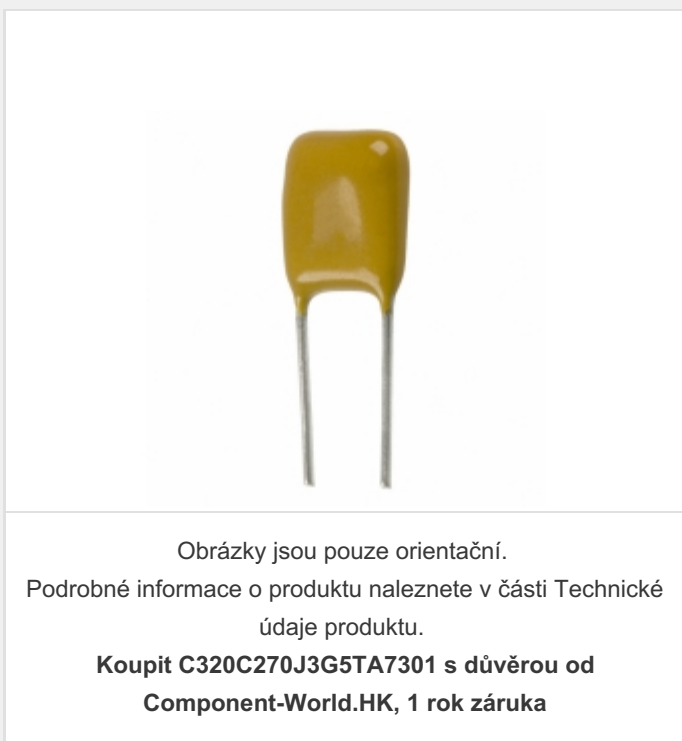 Obrázky jsou pouze orientační.
Podrobné informace o produktu naleznete v části Technické
údaje produktu.
Koupit C320C270J3G5TA7301 s důvěrou od
Component-World.HK, 1 rok záruka